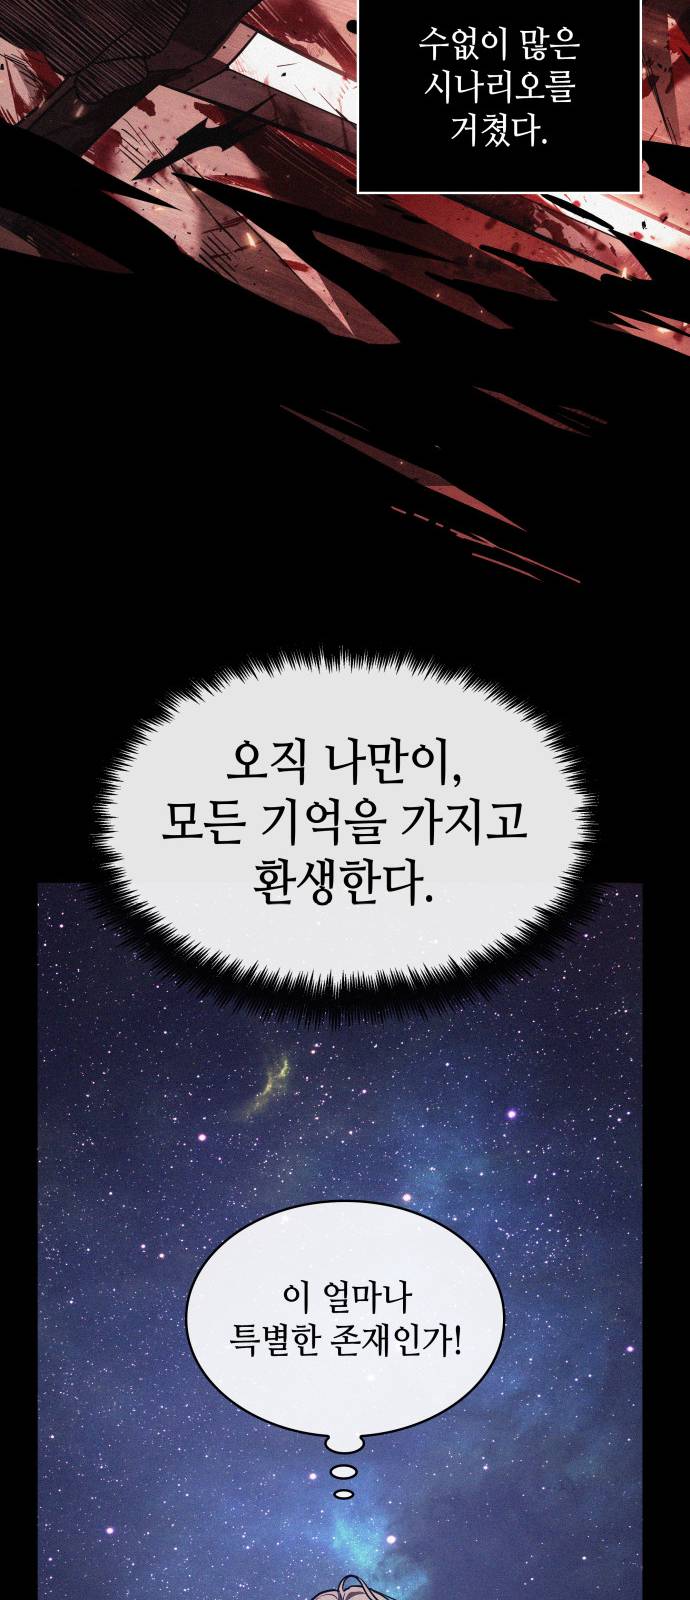 수없이 많은
시나리오를
거쳤다.
오직 나만이,
모든 기억을 가지고
환생한다.
이 얼마나
특별한 존재인가!